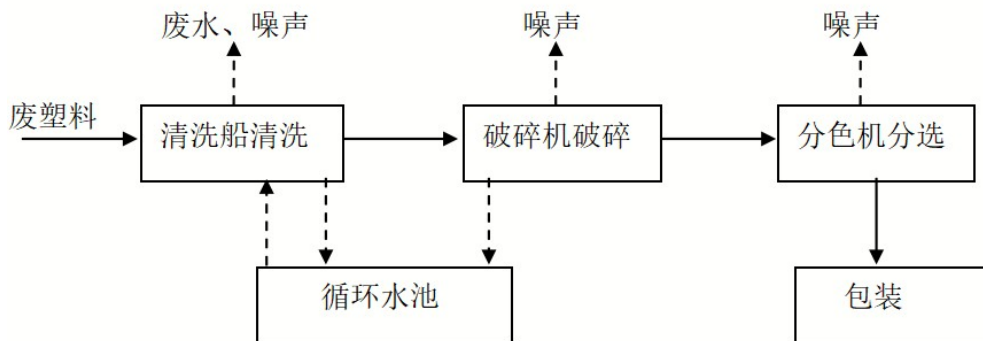 废水、噪声
噪声
噪声
废塑料
清洗船清洗
破碎机破碎
分色机分选
循环水池
包装